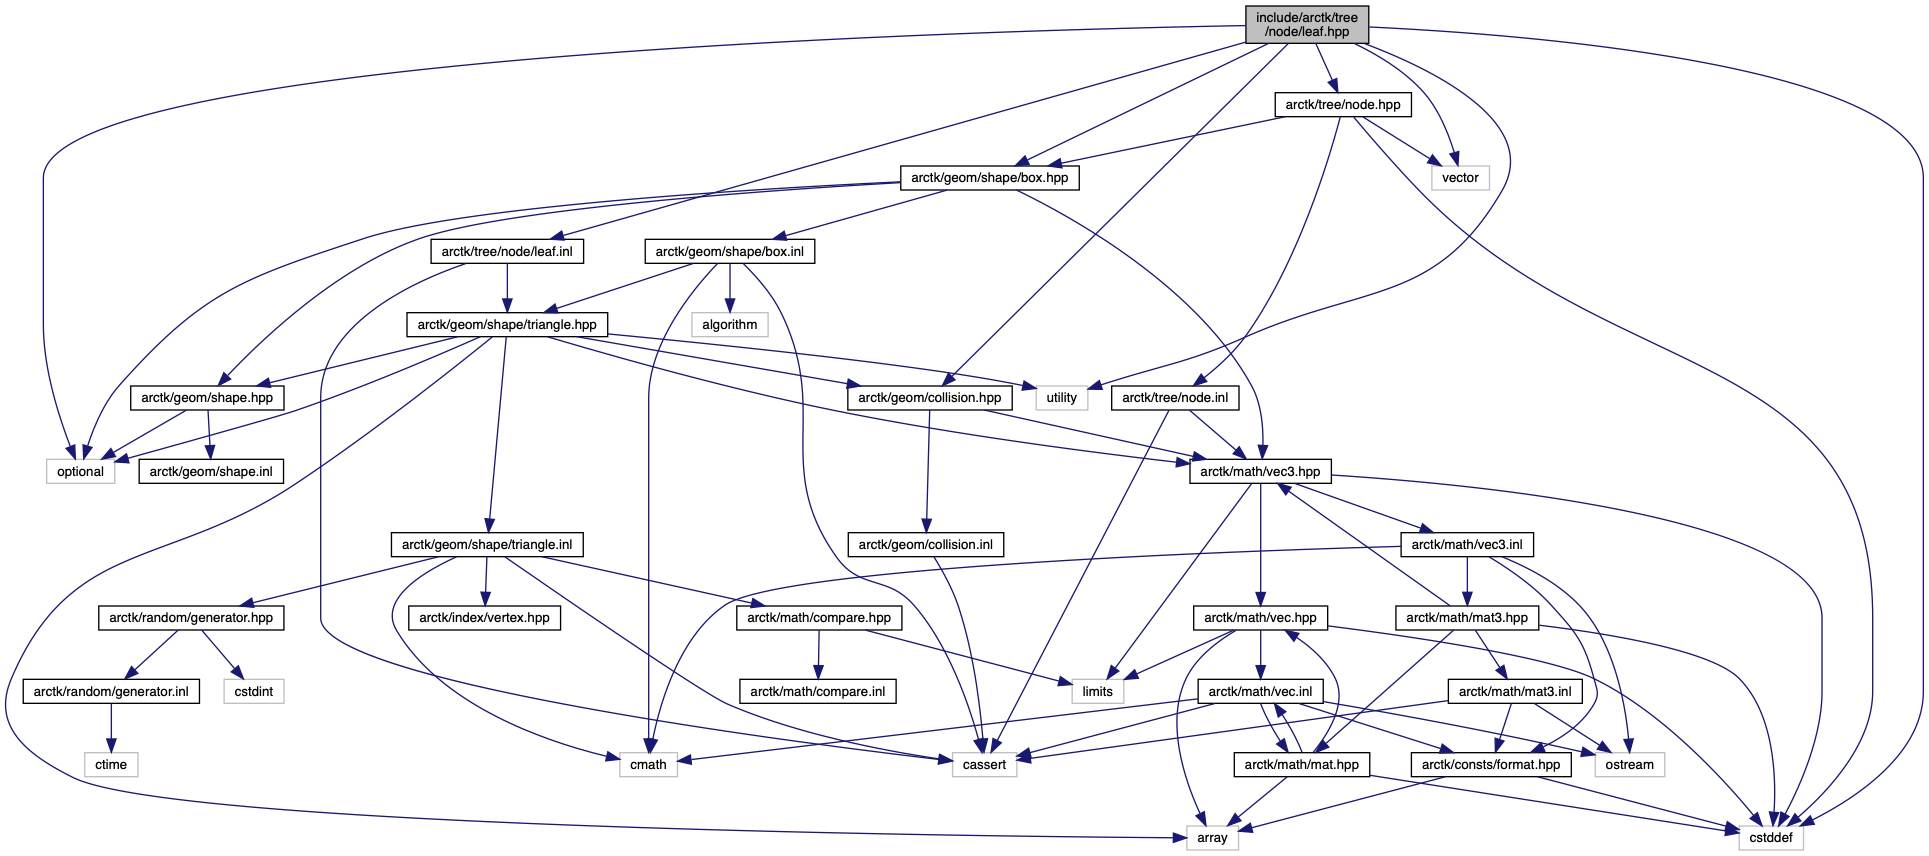 include/arctk/tree
/node/leaf.hpp
arctk/tree/node.hpp
arctk/geom/shape/box.hpp
vector
arctk/tree/node/leaf.inl
arctk/geom/shape/box.inl
arctk/geom/shape/triangle.hpp
algorithm
arctk/geom/shape.hpp
arctk/geom/collision.hpp
utility
arctk/tree/node.inl
optional
arctk/geom/shape.inl
arctk/math/vec3.hpp
arctk/geom/shape/triangle.inl
arctk/geom/collision.inl
arctk/math/vec3.inl
arctk/random/generator.hpp
arctk/index/vertex.hpp
arctk/math/compare.hpp
arctk/math/vec.hpp
arctk/math/mat3.hpp
arctk/random/generator.inl
cstdint
arctk/math/compare.inl
limits
arctk/math/vec.inl
arctk/math/mat3.inl
ctime
cmath
cassert
arctk/math/mat.hpp
arctk/consts/format.hpp
ostream
array
cstddef